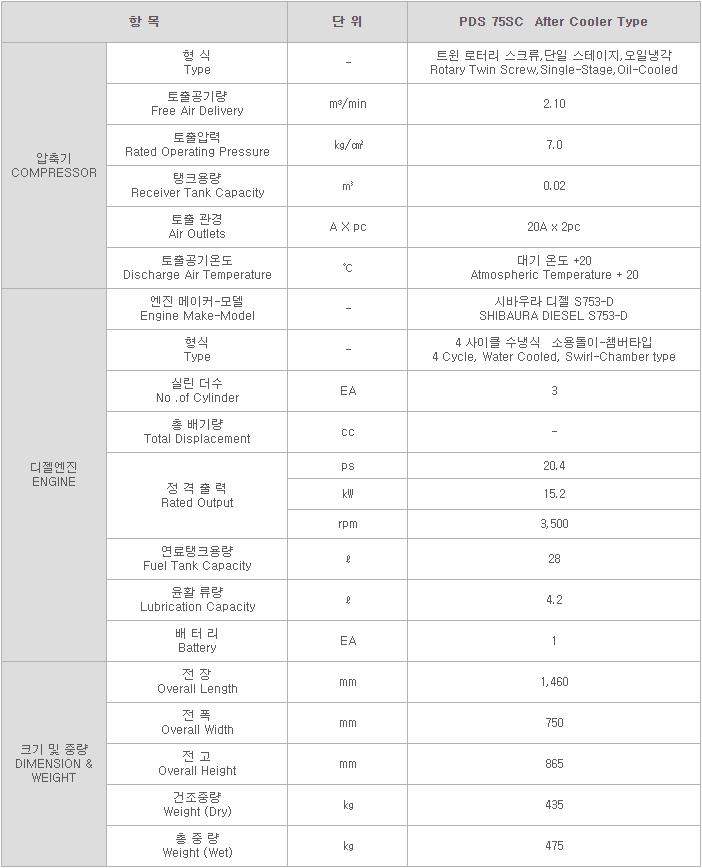 항 목 단 위 PDS 75SC After Cooler Type
압축기
COMPRESSOR
형 식
Type
-
트윈 로터리 스크류,단일 스테이지,오일냉각
Rotary Twin Screw,Single-Stage,Oil-Cooled
토출공기량
Free Air Delivery
m³/min
2.10
토출압력
Rated Operating Pressure
㎏/㎠
7.0
탱크용량
Receiver Tank Capacity
㎥
0.02
토출 관경
Air Outlets
A X pc
20A x 2pc
토출공기온도
Discharge Air Temperature
℃
대기 온도 +20
Atmospheric Temperature + 20
디젤엔진
ENGINE
엔진 메이커-모델
Engine Make-Model
-
시바우라 디젤 S753-D
SHIBAURA DIESEL S753-D
형식
Type
-
4 사이클 수냉식 소용돌이-챔버타입
4 Cycle, Water Cooled, Swirl-Chamber type
실린 더수
No .of Cylinder
EA
3
총 배기량
Total Displacement
cc
-
정 격 출 력
Rated Output
ps
20.4
㎾
15.2
rpm
3,500
연료탱크용량
Fuel Tank Capacity
ℓ
28
윤활 류량
Lubrication Capacity
ℓ
4.2
배 터 리
Battery
EA
1
크기 및 중량
DIMENSION &
WEIGHT
전 장
Overall Length
mm
1,460
전 폭
Overall Width
mm
750
전 고
Overall Height
mm
865
건조중량
Weight (Dry)
㎏
435
총 중 량
Weight (Wet)
㎏
475